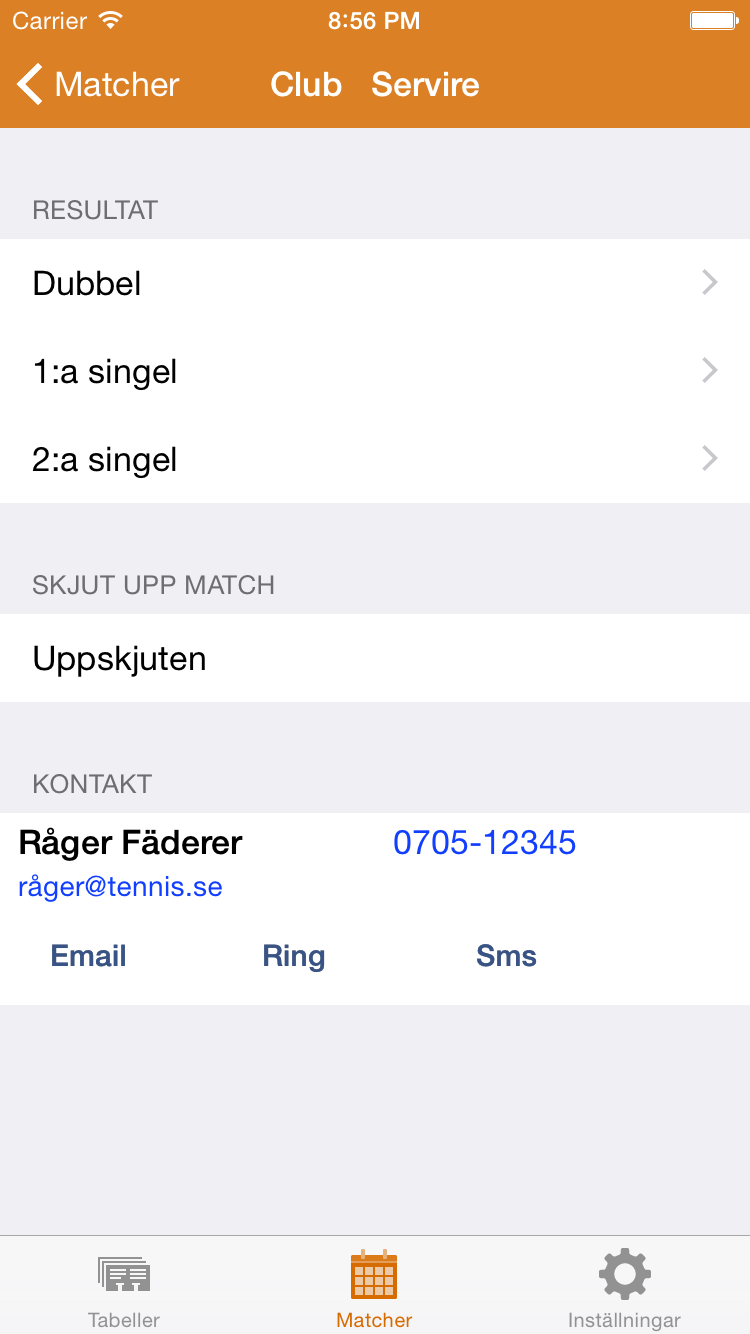 Carrier 8:56 PM
Matcher Club Servire
RESULTAT
Dubbel
1:a singel
2:a singel
SKJUT UPP MATCH
Uppskjuten
KONTAKT
Råger Fäderer 0705-12345
råger@tennis.se
Email Ring Sms
Tabeller Matcher Inställningar